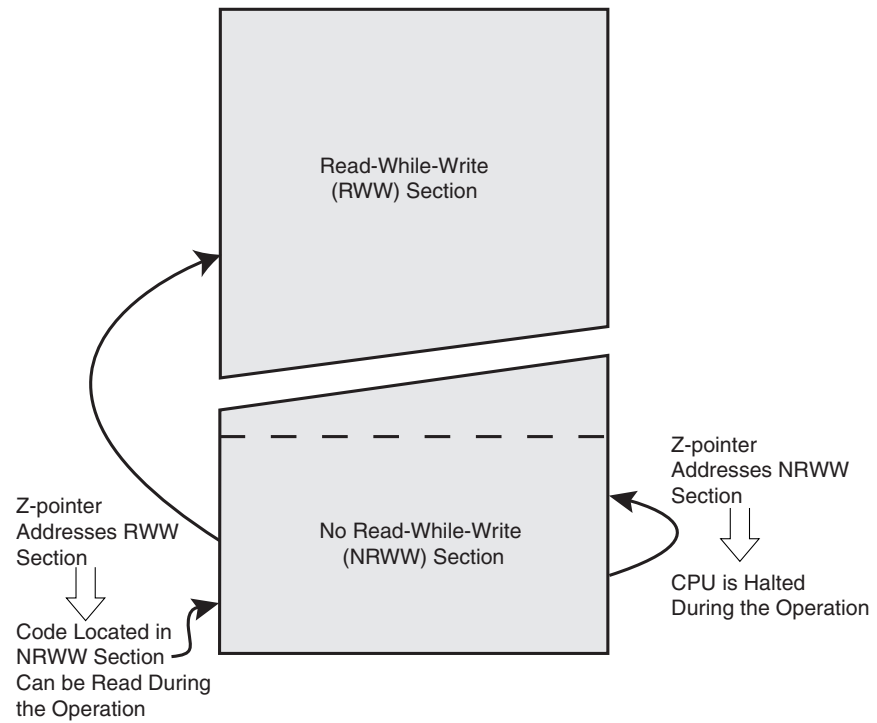 Read-While-Write
(RWW) Section
Z-pointer
Addresses NRWW
Section
Z-pointer
Addresses RWW
Section
No Read-While-Write
(NRWW) Section
CPU is Halted
During the Operation
Code Located in
NRWW Section
Can be Read During
the Operation